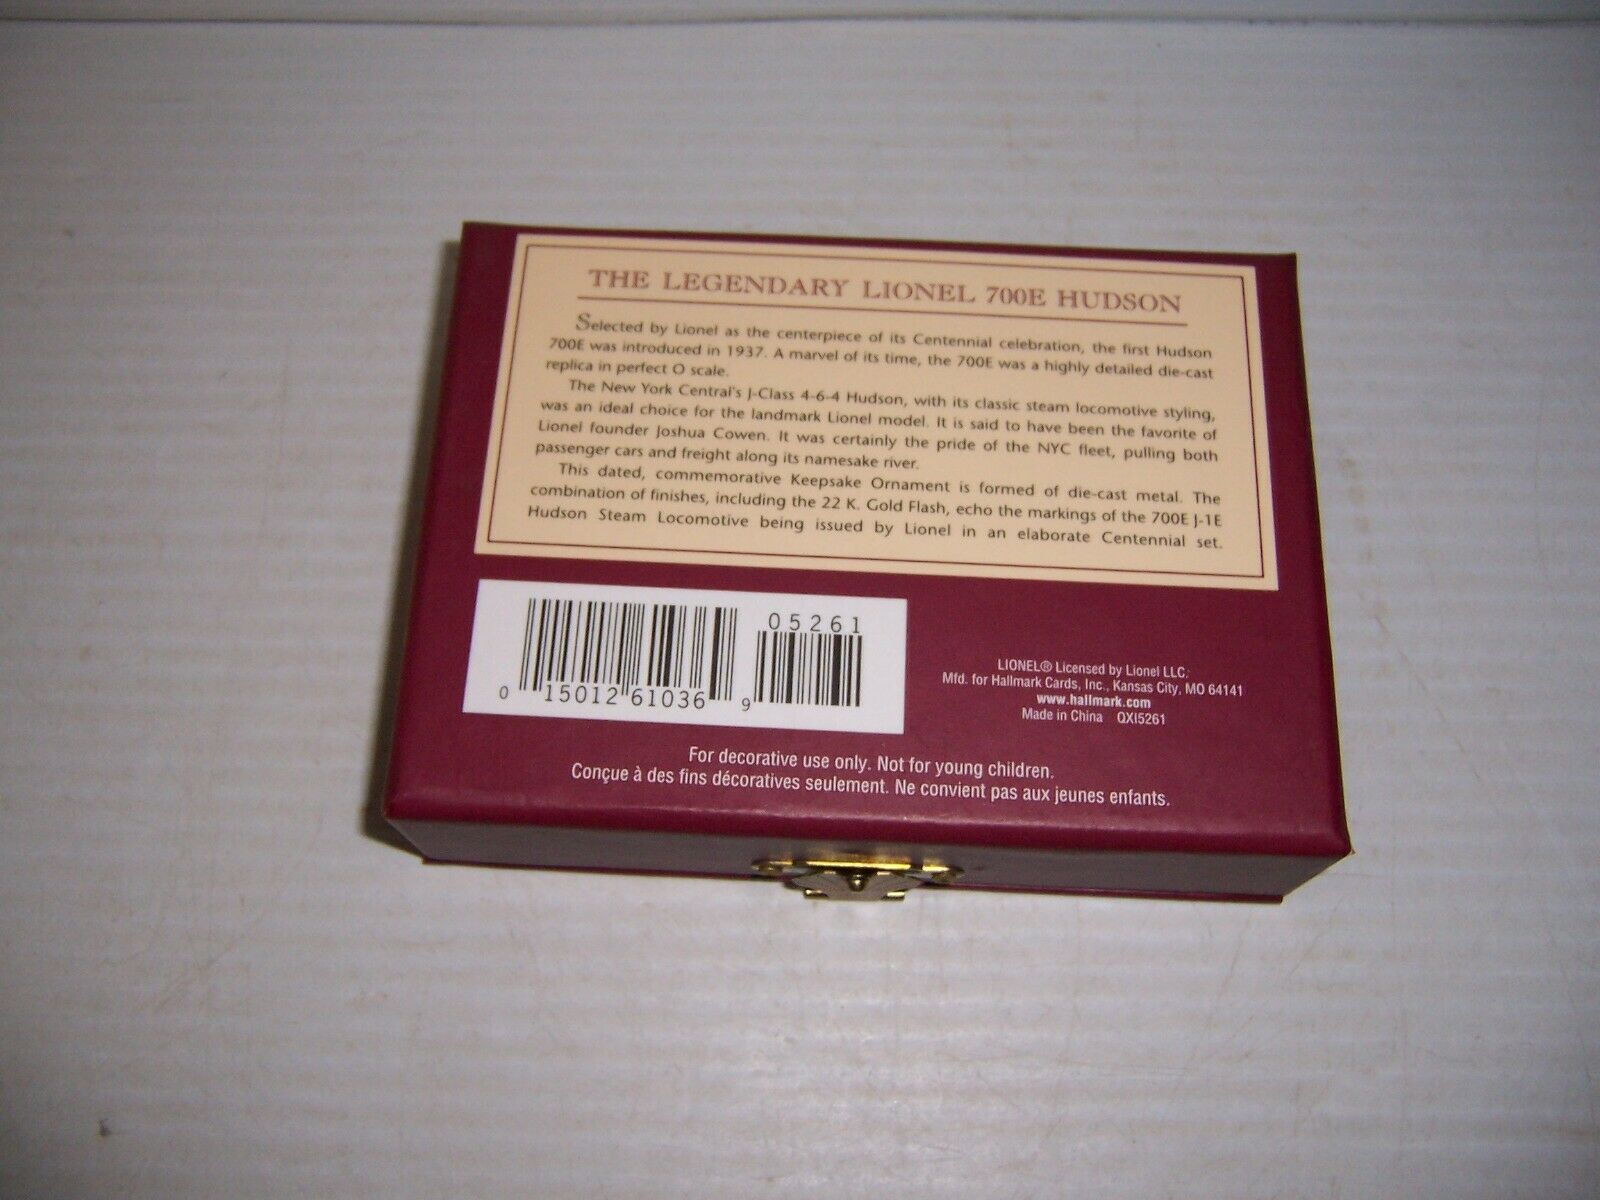 THE LEGENDARY LIONEL 700E HUDSON
Selected by Lionel as the centerpiece of its Centennial celebration, the first Hudson
700E was introduced in 1937. A marvel of its time, the 700E was a highly detailed die-cast
replica in perfect O scale.
The New York Central's J-Class 4-6-4 Hudson, with its classic steam locomotive styling,
was an ideal choice for the landmark Lionel model. It is said to have been the favorite of
Lionel founder Joshua Cowen. It was certainly the pride of the NYC fleet, pulling both
passenger cars and freight along its namesake river.
This dated, commemorative Keepsake Ornament is formed of die-cast metal. The
combination of finishes, including the 22 K. Gold Flash, echo the markings of the 700E J-1E
Hudson Steam Locomotive being issued by Lionel in an elaborate Centennial set.
05261
0 15012 61036 9
LIONEL® Licensed by Lionel LLC.
Mfd. for Hallmark Cards, Inc., Kansas City, MO 64141
www.hallmark.com
Made in China QXI5261
For decorative use only. Not for young children.
Conçue à des fins décoratives seulement. Ne convient pas aux jeunes enfants.